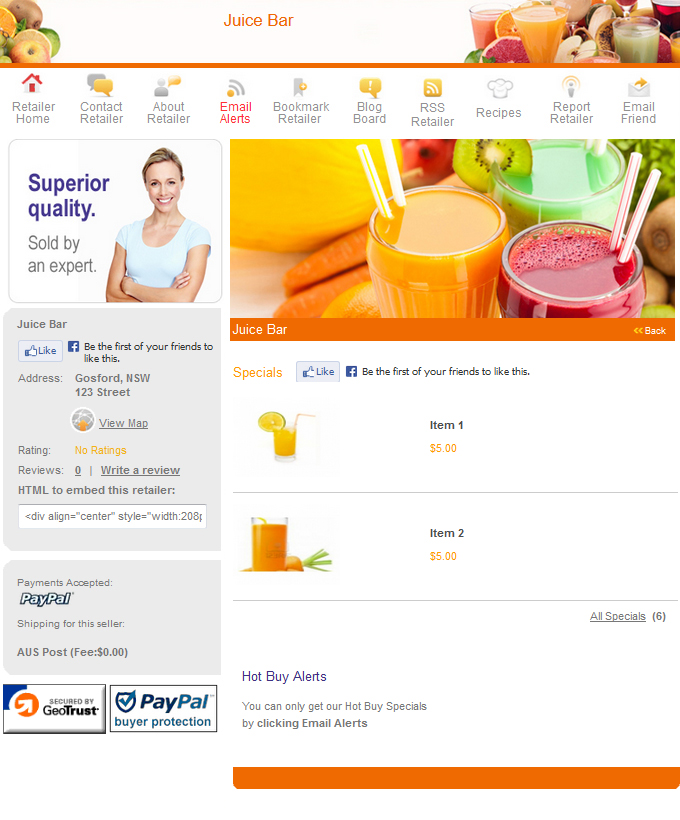 Juice Bar
Retailer Home
Contact Retailer
About Retailer
Email Alerts
Bookmark Retailer
Blog Board
RSS Retailer
Recipes
Report Retailer
Email Friend
Superior
quality.
Sold by
an expert.
Juice Bar
<< Back
Juice Bar
Like
Be the first of your friends to
like this.
Address: Gosford, NSW
123 Street
View Map
Rating: No Ratings
Reviews: 0 | Write a review
HTML to embed this retailer:
<div align="center" style="width:208p
Payments Accepted:
PayPal
Shipping for this seller:
AUS Post (Fee:$0.00)
SECURED BY
GeoTrust
PayPal
buyer protection
Specials Like Be the first of your friends to like this.
Item 1
$5.00
Item 2
$5.00
All Specials (6)
Hot Buy Alerts
You can only get our Hot Buy Specials
by clicking Email Alerts